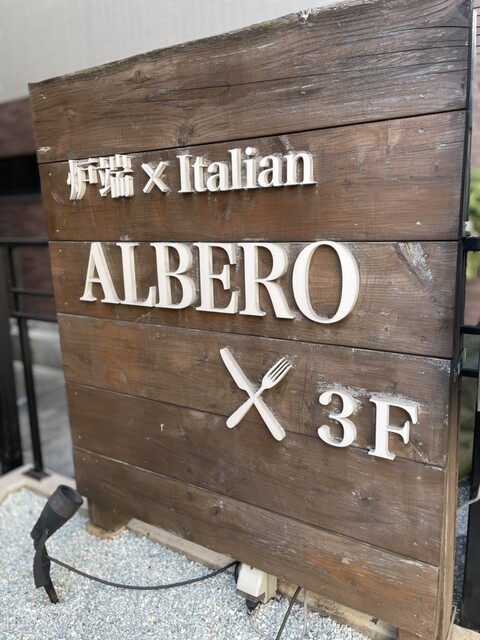 炉端 × Italian
ALBERO
3F